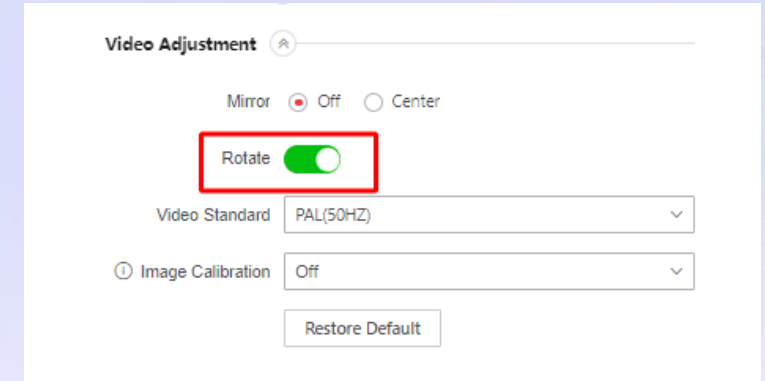 Video Adjustment
Mirror Off Center
Rotate
Video Standard PAL(50HZ)
Image Calibration Off
Restore Default